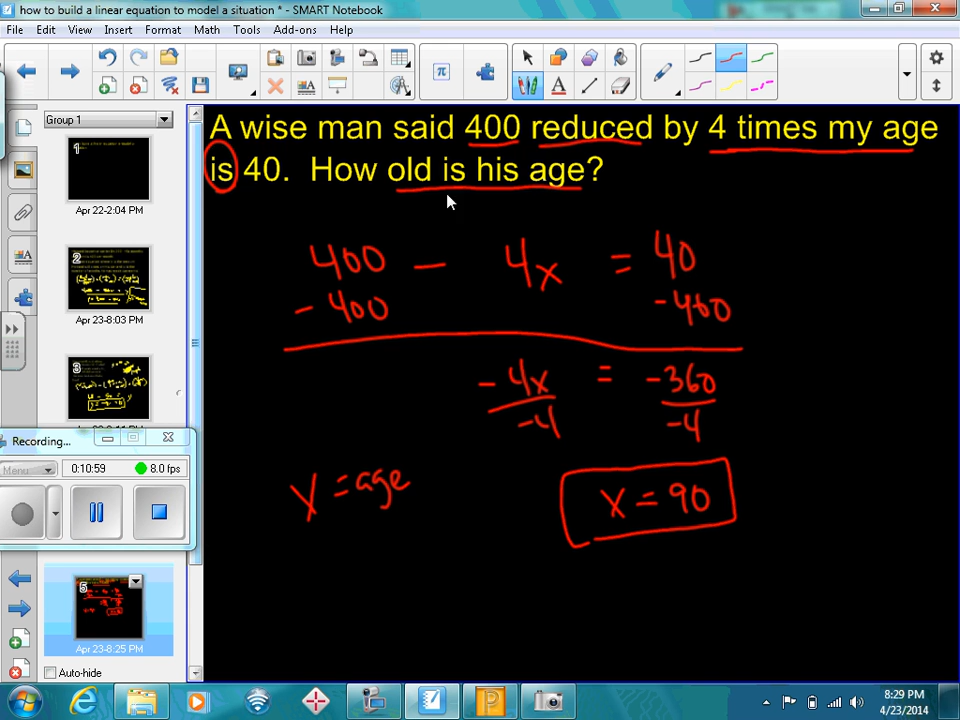 how to build a linear equation to model a situation * - SMART Notebook
File Edit View Insert Format Math Tools Add-ons Help
Group 1
1
Apr 22-2:04 PM
2
Apr 23-8:03 PM
3
5
Apr 23-8:25 PM
Auto-hide
Recording...
Menu
0:10:59
8.0 fps
A wise man said 400 reduced by 4 times my age
is 40. How old is his age?
400 - 4x = 40
-400 -400
-4x = -360
-4 -4
x = age
x = 90
8:29 PM
4/23/2014